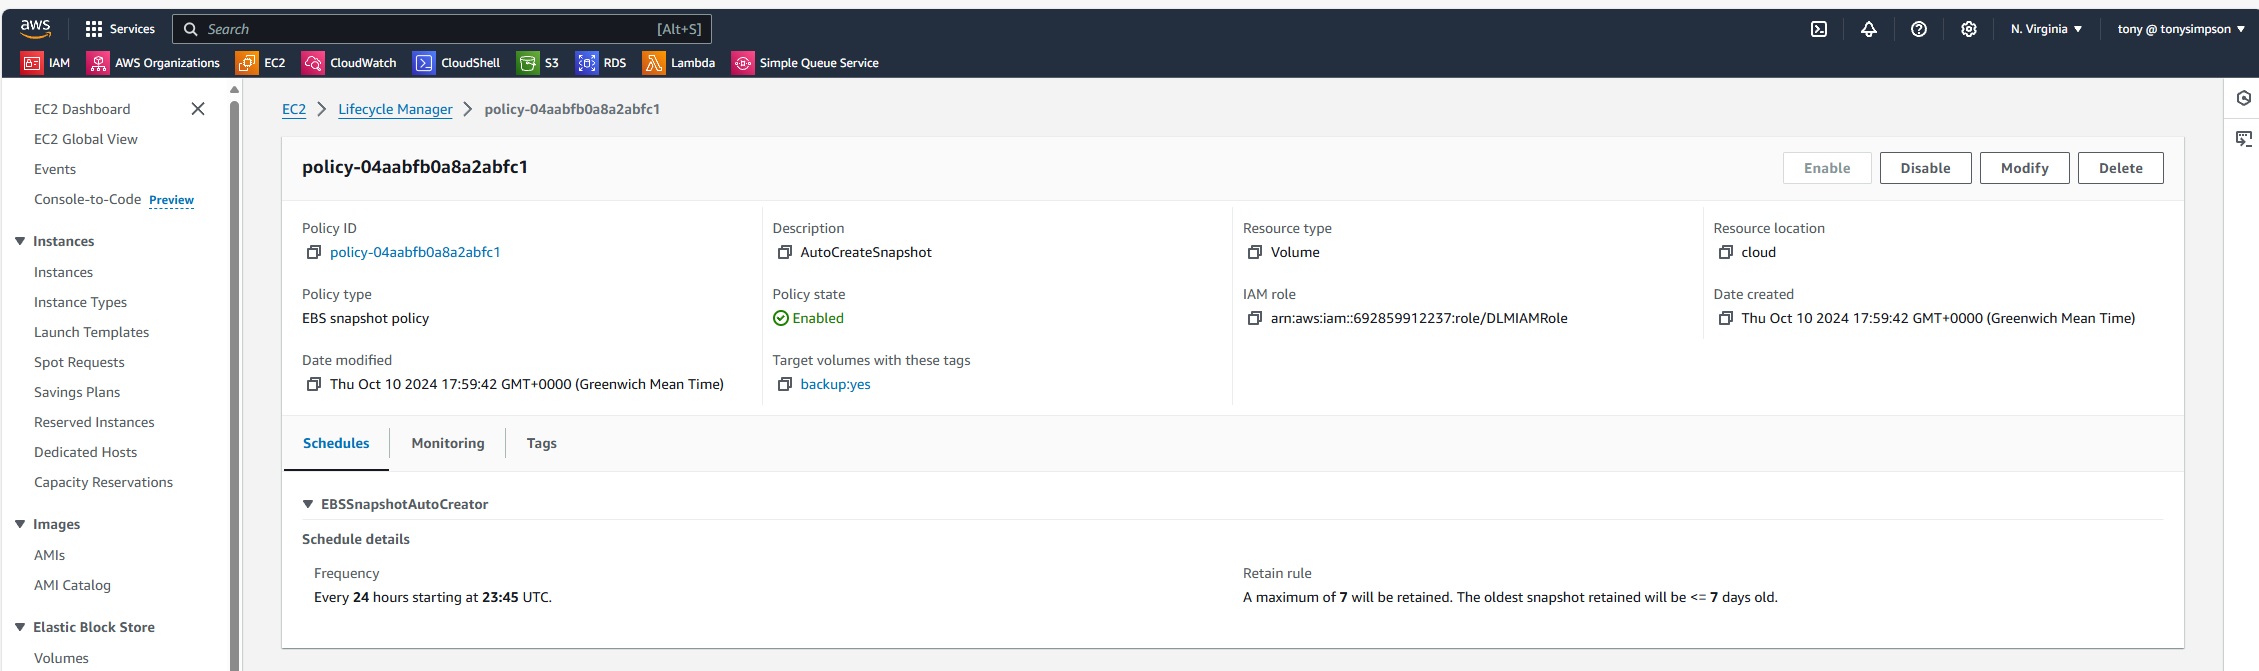 aws
Services
Search [Alt+S]
N. Virginia
tony @ tonysimpson
IAM AWS Organizations EC2 CloudWatch CloudShell S3 RDS Lambda Simple Queue Service
EC2 Dashboard
EC2 Global View
Events
Console-to-Code Preview
Instances
Instances
Instance Types
Launch Templates
Spot Requests
Savings Plans
Reserved Instances
Dedicated Hosts
Capacity Reservations
Images
AMIs
AMI Catalog
Elastic Block Store
Volumes
EC2 > Lifecycle Manager > policy-04aabfb0a8a2abfc1
policy-04aabfb0a8a2abfc1
Enable Disable Modify Delete
Policy ID
policy-04aabfb0a8a2abfc1
Description
AutoCreateSnapshot
Resource type
Volume
Resource location
cloud
Policy type
EBS snapshot policy
Policy state
Enabled
IAM role
arn:aws:iam::692859912237:role/DLMIAMRole
Date created
Thu Oct 10 2024 17:59:42 GMT+0000 (Greenwich Mean Time)
Date modified
Thu Oct 10 2024 17:59:42 GMT+0000 (Greenwich Mean Time)
Target volumes with these tags
backup:yes
Schedules Monitoring Tags
EBSSnapshotAutoCreator
Schedule details
Frequency
Every 24 hours starting at 23:45 UTC.
Retain rule
A maximum of 7 will be retained. The oldest snapshot retained will be <= 7 days old.